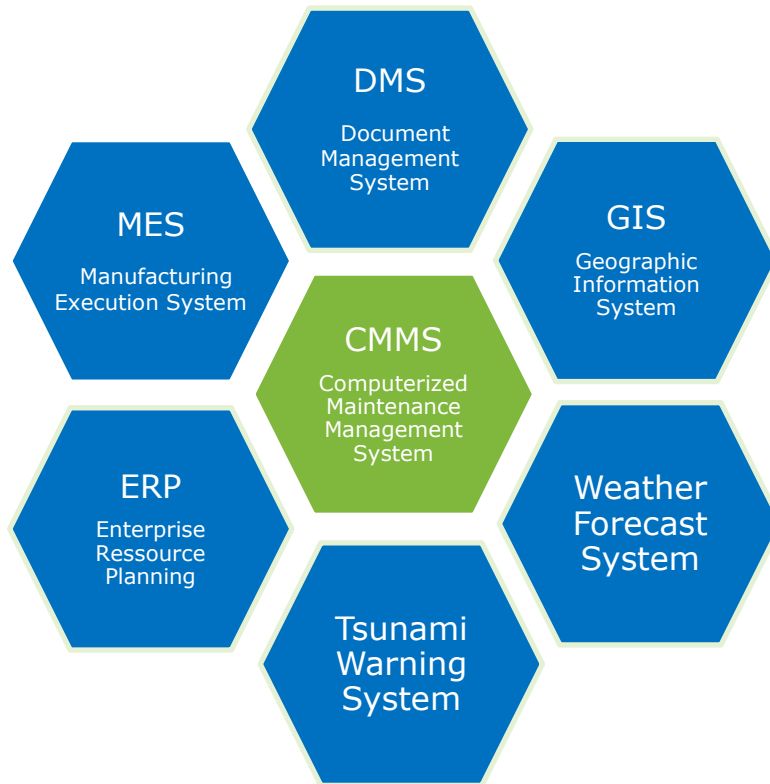 DMS
Document
Management
System
MES
Manufacturing
Execution System
GIS
Geographic
Information
System
CMMS
Computerized
Maintenance
Management
System
ERP
Enterprise
Ressource
Planning
Weather
Forecast
System
Tsunami
Warning
System